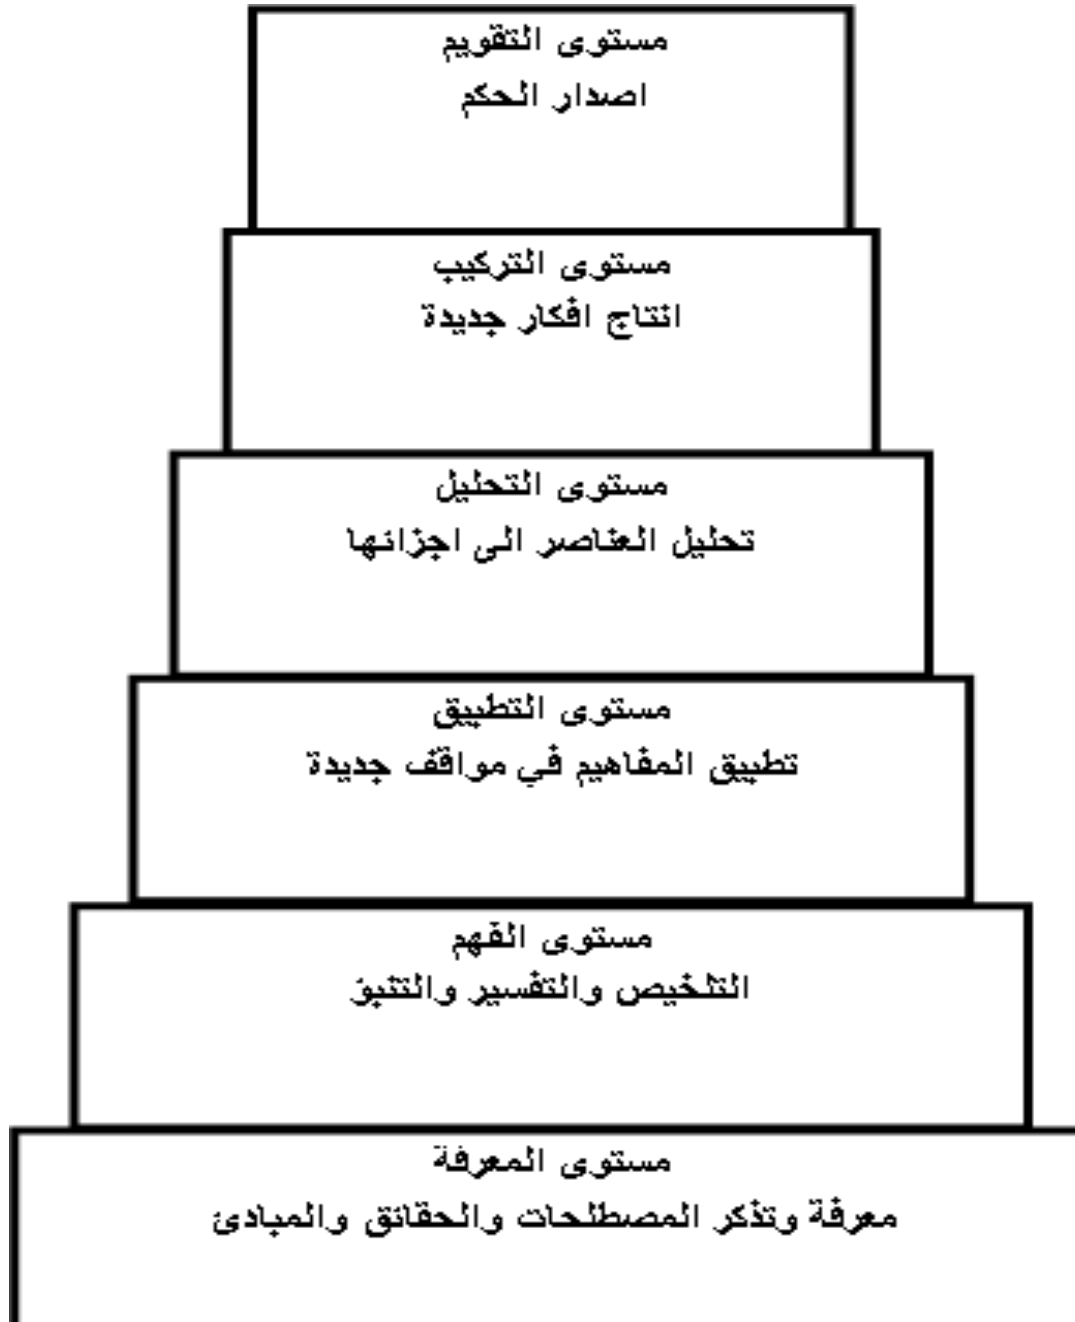 مستوى التقويم
اصدار الحكم
مستوى التركيب
انتاج افكار جديدة
مستوى التحليل
تحليل العناصر الى اجزائها
مستوى التطبيق
تطبيق المفاهيم في مواقف جديدة
مستوى الفهم
التلخيص والتفسير والتنبؤ
مستوى المعرفة
معرفة وتذكر المصطلحات والحقائق والمبادئ